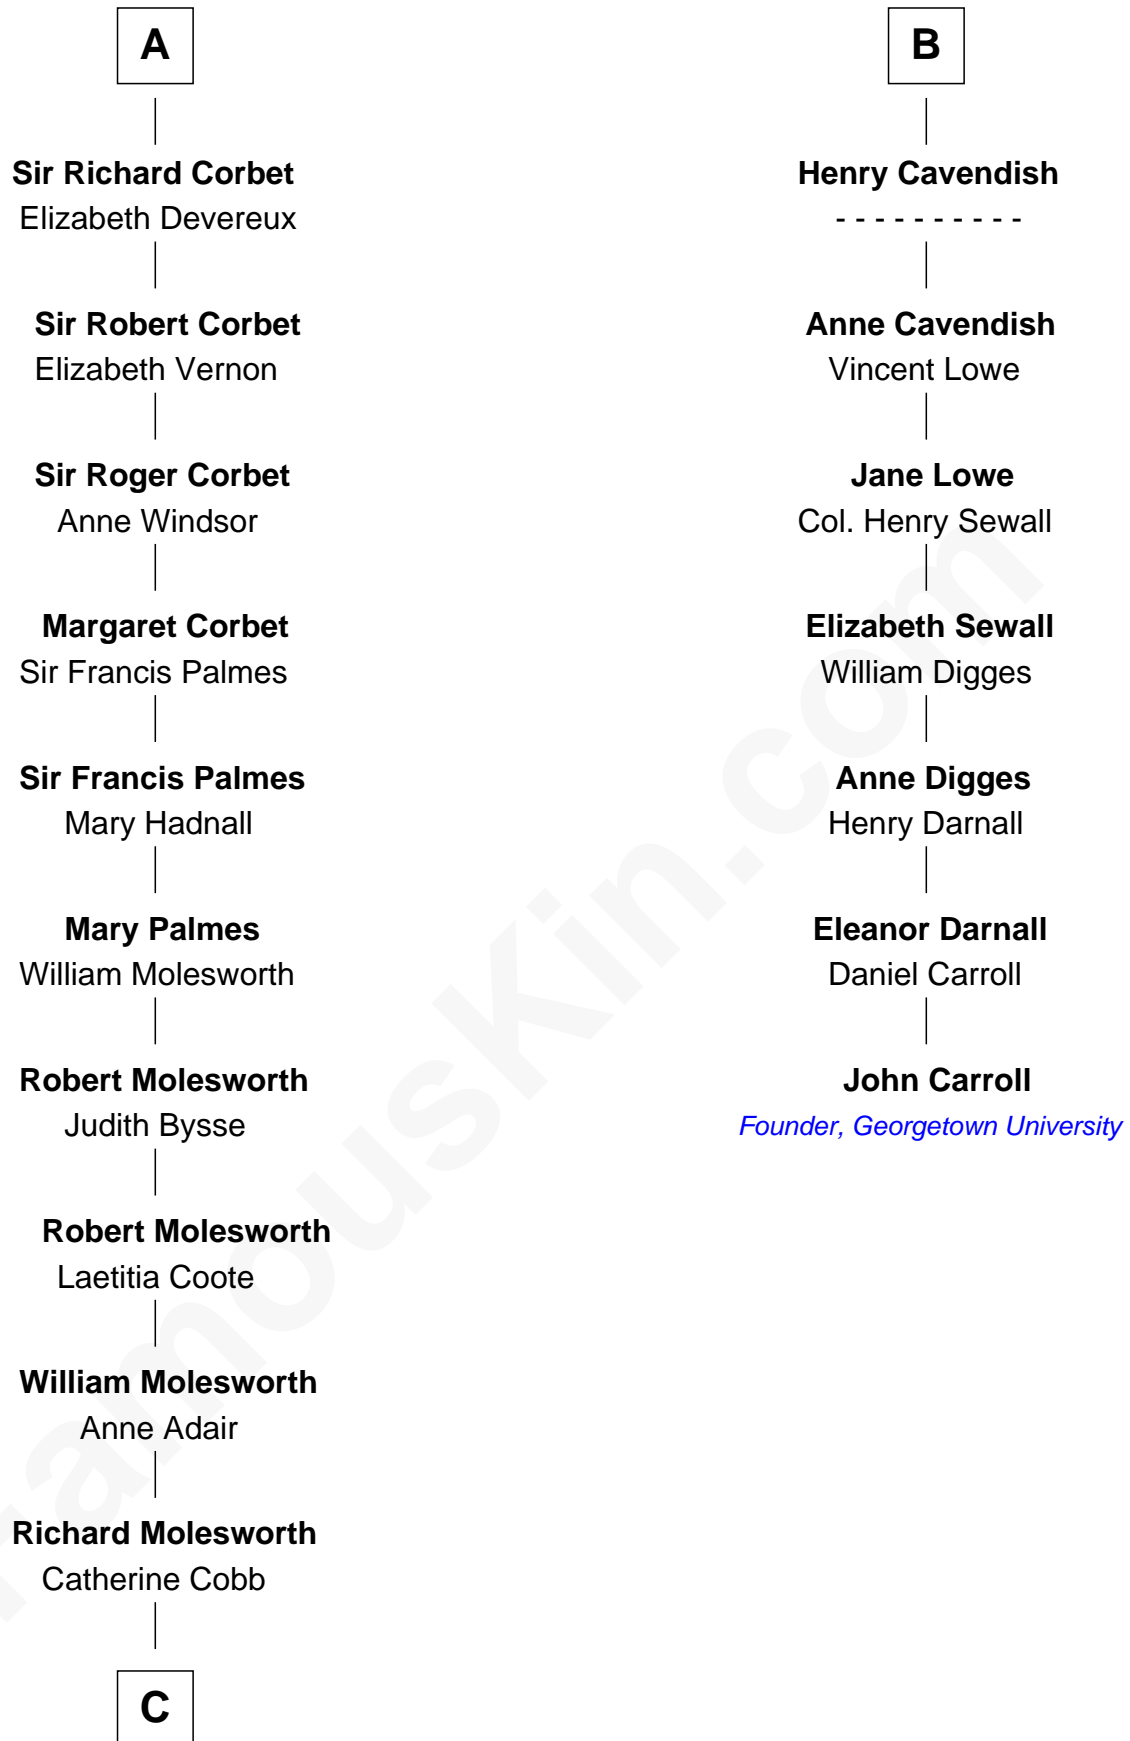 A
Sir Richard Corbet
Elizabeth Devereux
Sir Robert Corbet
Elizabeth Vernon
Sir Roger Corbet
Anne Windsor
Margaret Corbet
Sir Francis Palmes
Sir Francis Palmes
Mary Hadnall
Mary Palmes
William Molesworth
Robert Molesworth
Judith Bysse
Robert Molesworth
Laetitia Coote
William Molesworth
Anne Adair
Richard Molesworth
Catherine Cobb
C
B
Henry Cavendish
- - - - - - - - - -
Anne Cavendish
Vincent Lowe
Jane Lowe
Col. Henry Sewall
Elizabeth Sewall
William Digges
Anne Digges
Henry Darnall
Eleanor Darnall
Daniel Carroll
John Carroll
Founder, Georgetown University
FamousKin.com